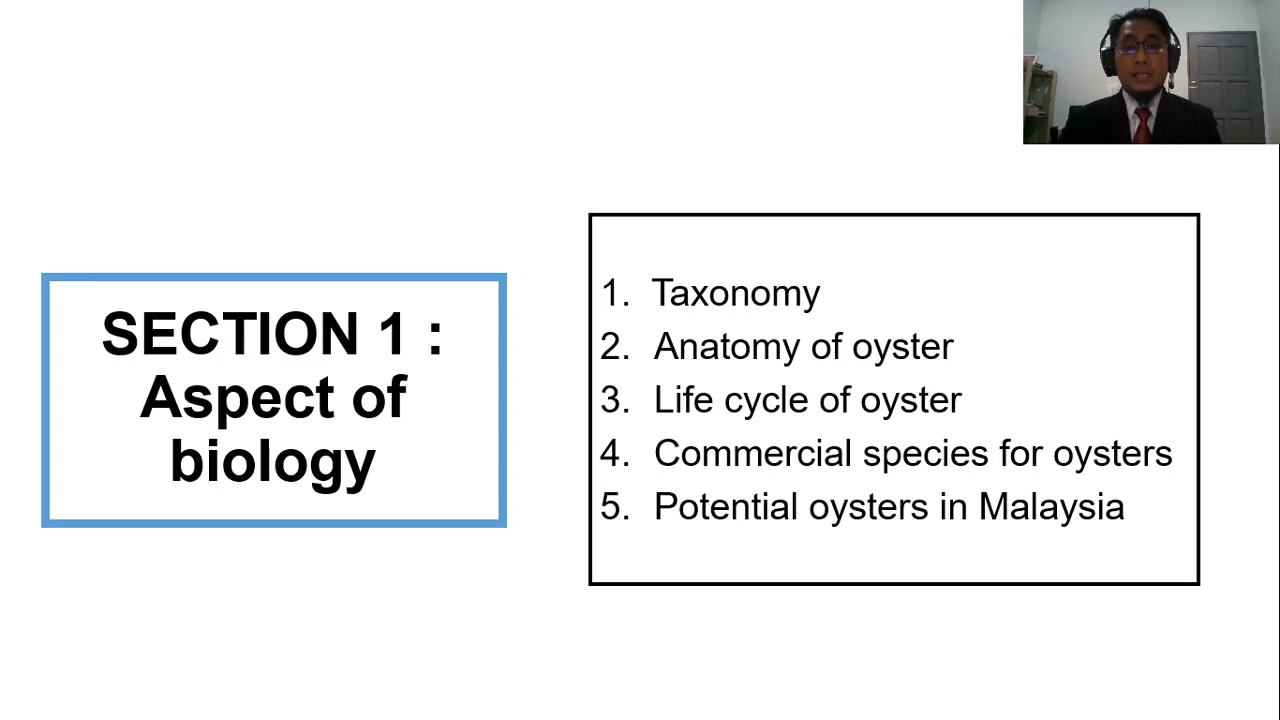 SECTION 1 :
Aspect of
biology
1. Taxonomy
2. Anatomy of oyster
3. Life cycle of oyster
4. Commercial species for oysters
5. Potential oysters in Malaysia